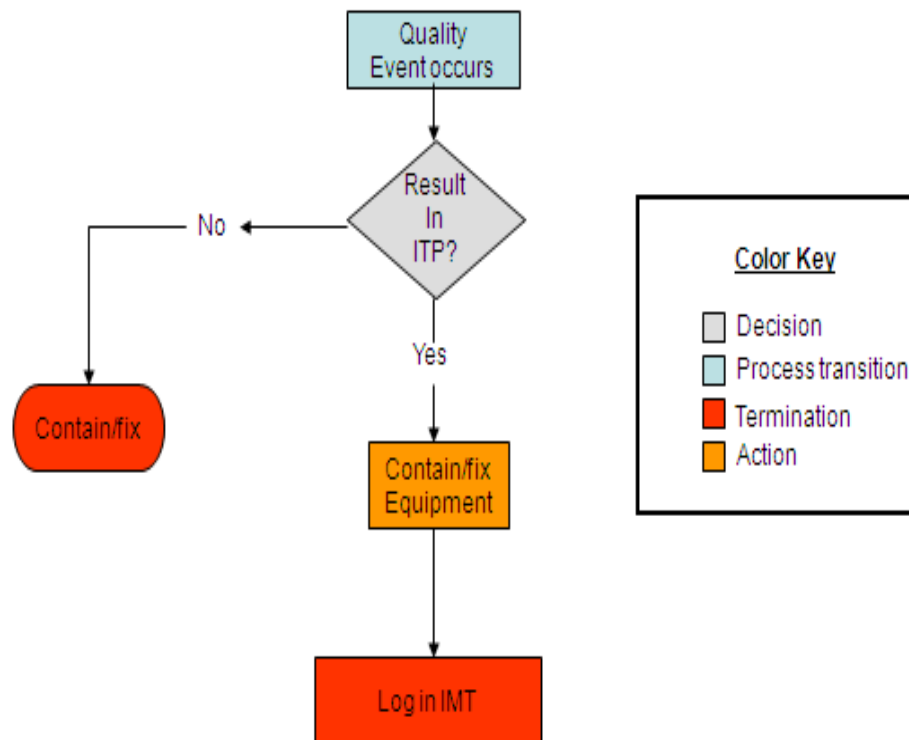 Quality
Event occurs
Result
In
ITP?
No
Yes
Contain/fix
Contain/fix
Equipment
Log in IMT
Color Key
Decision
Process transition
Termination
Action